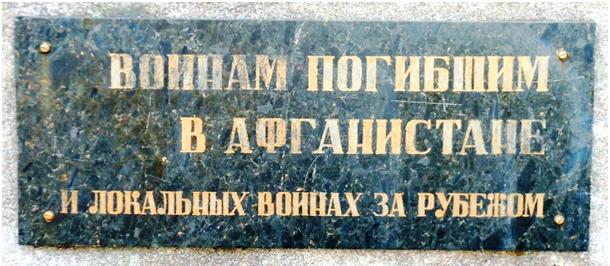 ВОИНАМ ПОГИБШИМ
В АФГАНИСТАНЕ
И ЛОКАЛЬНЫХ ВОЙНАХ ЗА РУБЕЖОМ